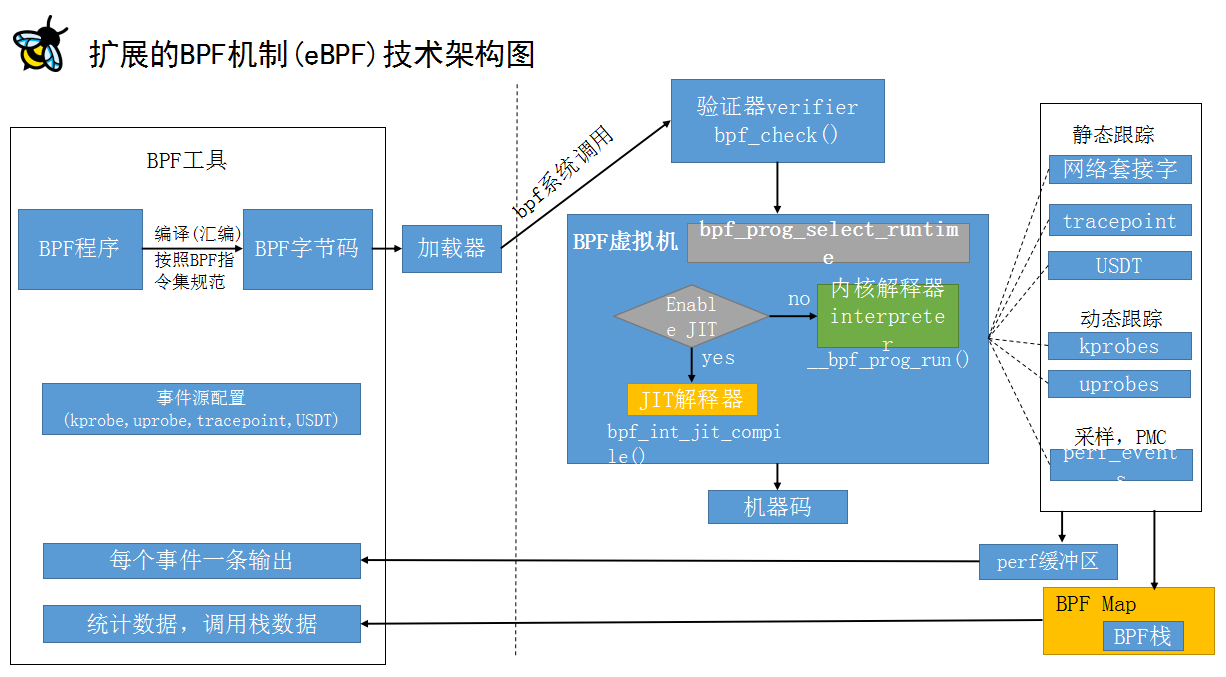 扩展的BPF机制(eBPF)技术架构图
BPF工具
BPF程序
编译(汇编)
按照BPF指
令集规范
BPF字节码
加载器
bpf系统调用
验证器verifier
bpf_check()
BPF虚拟机
bpf_prog_select_runtim
e
Enabl
e JIT
no
yes
内核解释器
interprete
r
__bpf_prog_run()
JIT解释器
bpf_int_jit_compi
le()
机器码
静态跟踪
网络套接字
tracepoint
USDT
动态跟踪
kprobes
uprobes
采样，PMC
perf_event
s
事件源配置
(kprobe,uprobe,tracepoint,USDT)
每个事件一条输出
perf缓冲区
统计数据，调用栈数据
BPF Map
BPF栈